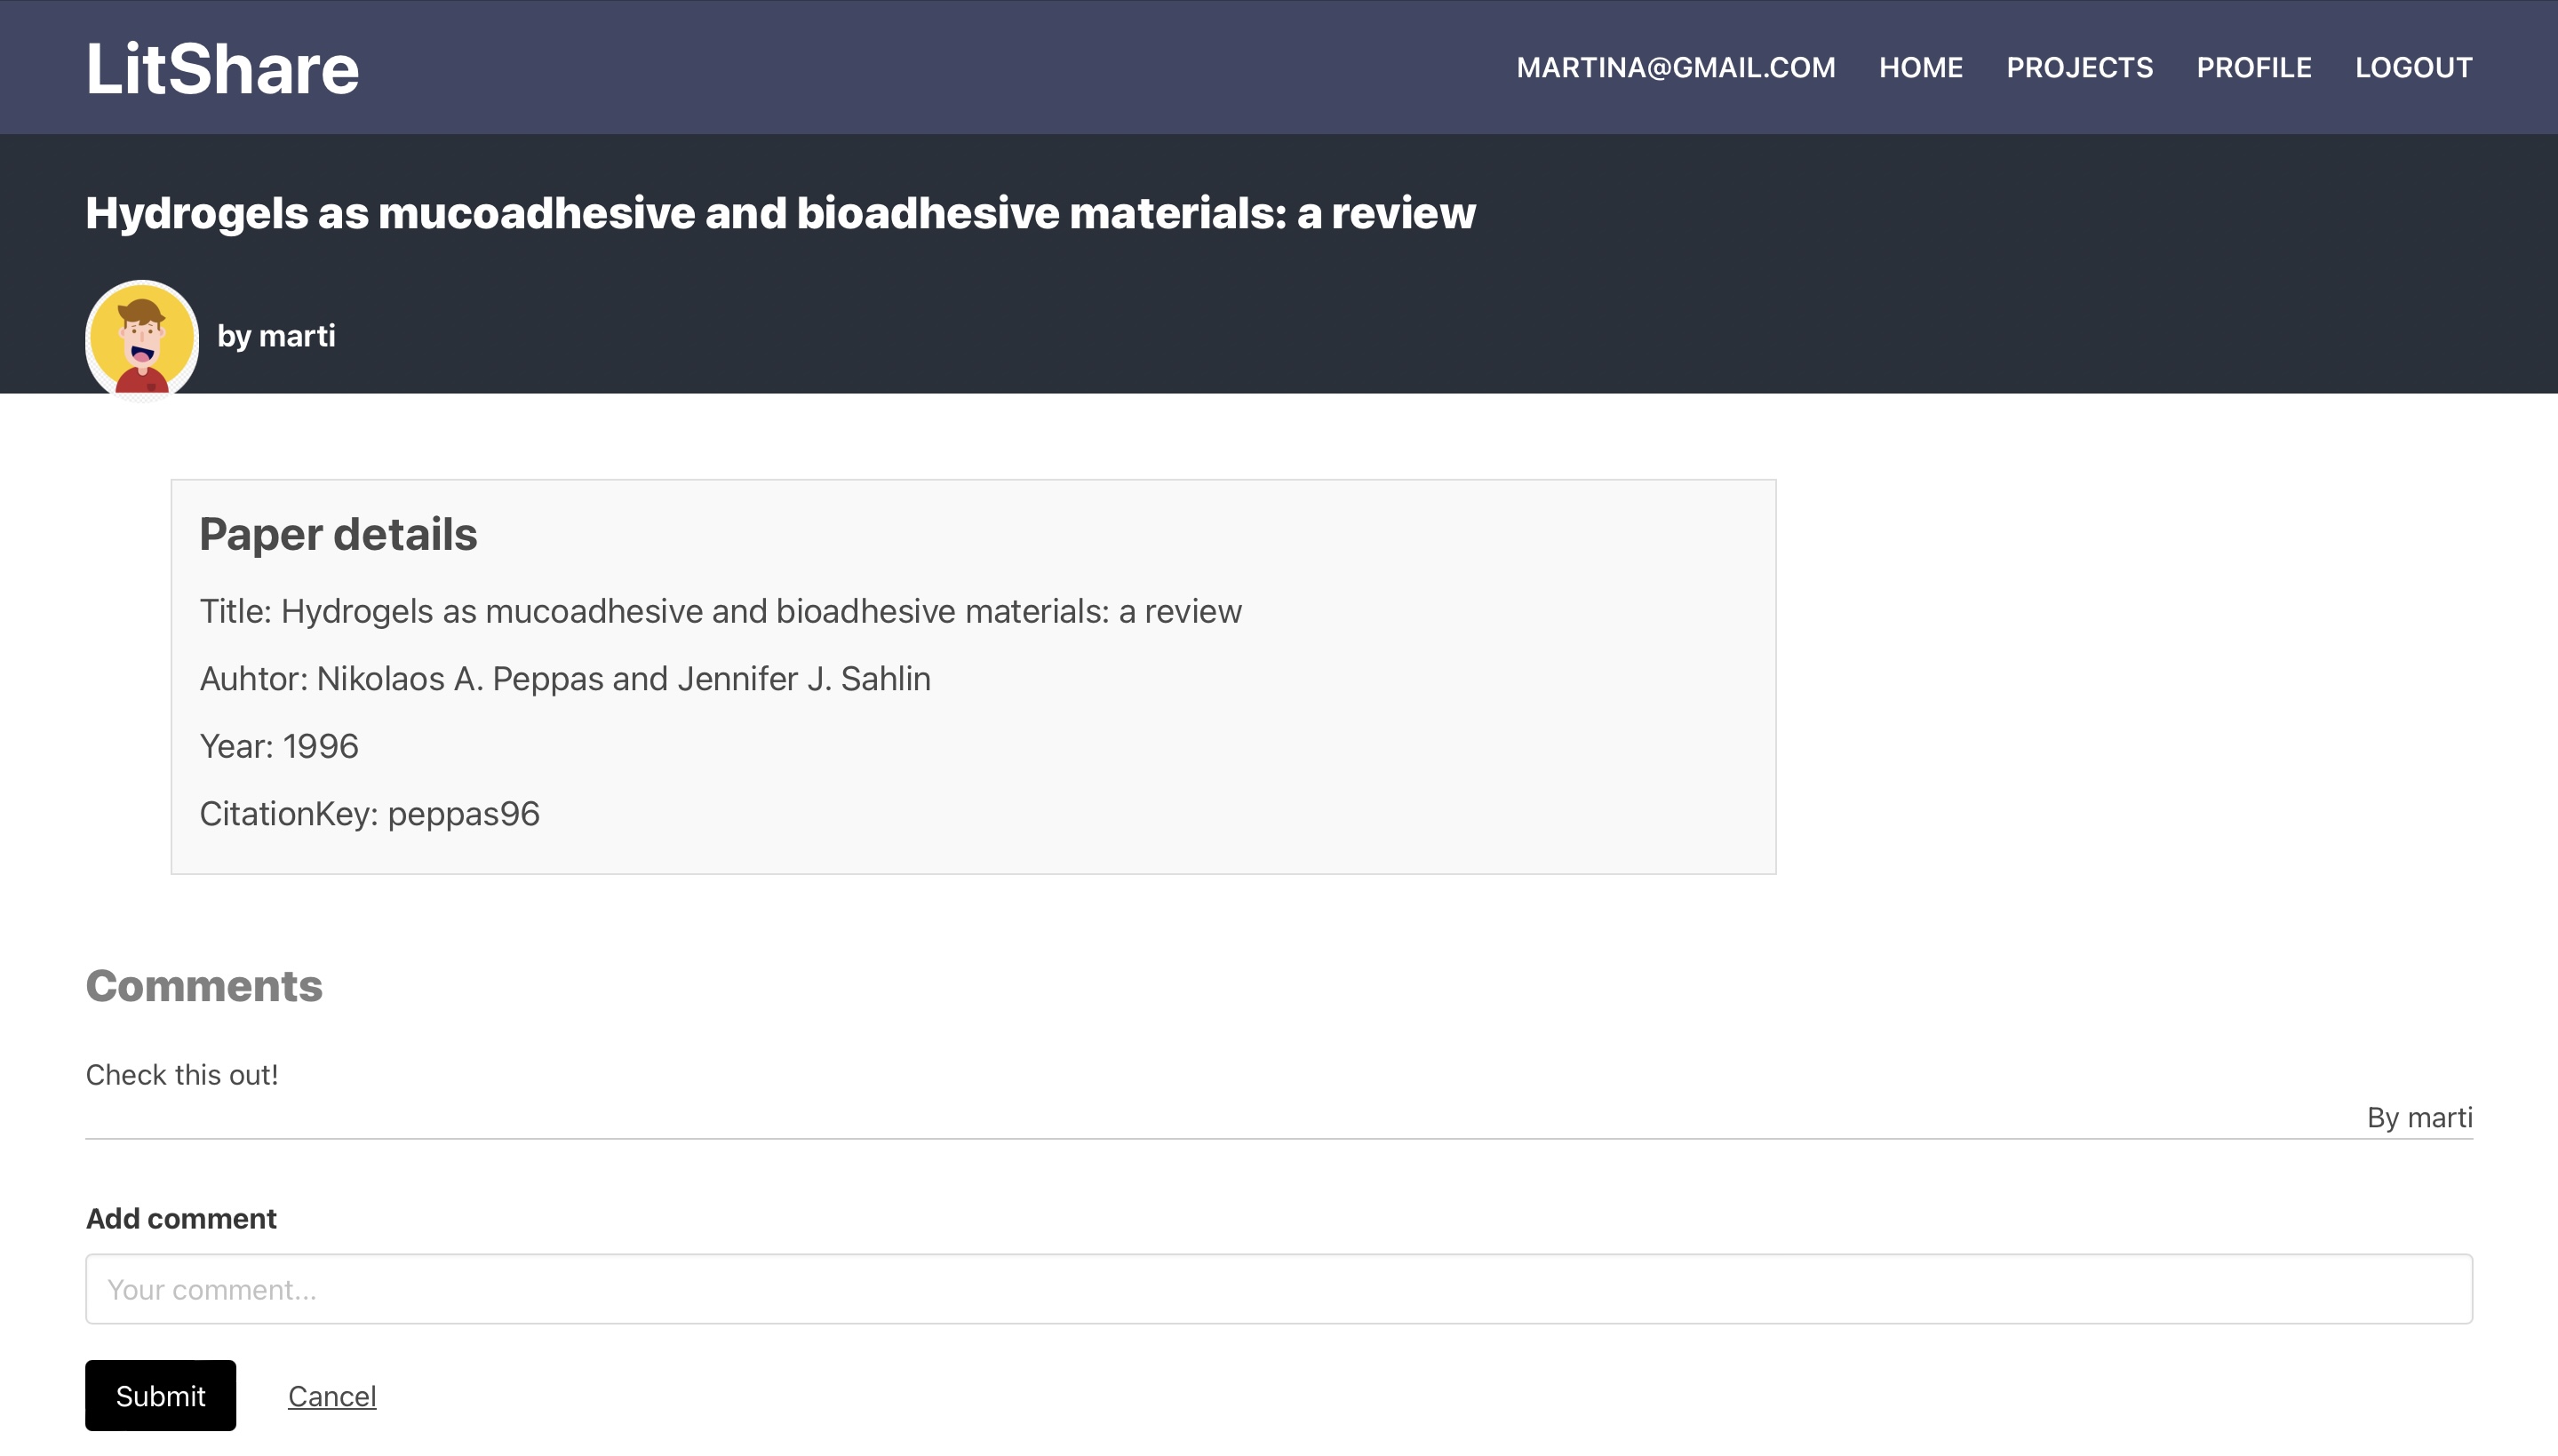 LitShare
MARTINA@GMAIL.COM HOME PROJECTS PROFILE LOGOUT
Hydrogels as mucoadhesive and bioadhesive materials: a review
by marti
Paper details
Title: Hydrogels as mucoadhesive and bioadhesive materials: a review
Auhtor: Nikolaos A. Peppas and Jennifer J. Sahlin
Year: 1996
CitationKey: peppas96
Comments
Check this out!
By marti
Add comment
Your comment...
Submit Cancel